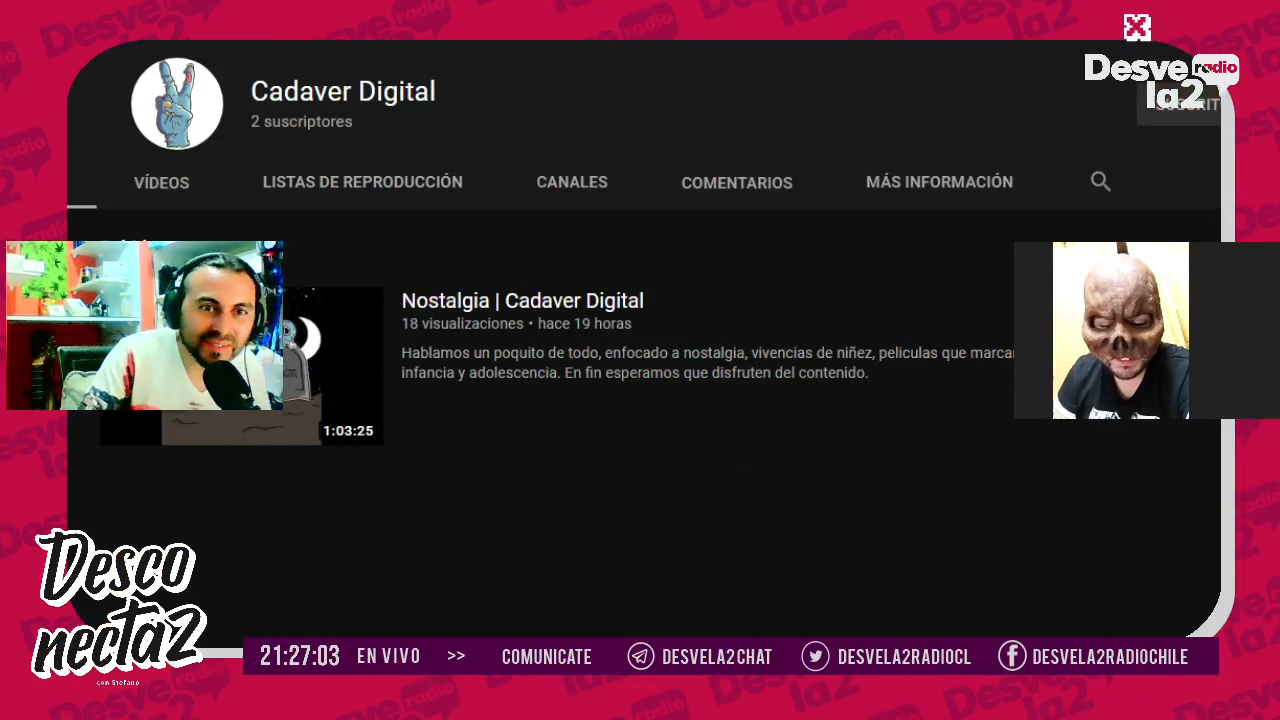 Desve
radio
la2
Cadaver Digital
2 suscriptores
VÍDEOS
LISTAS DE REPRODUCCIÓN
CANALES
COMENTARIOS
MÁS INFORMACIÓN
Nostalgia | Cadaver Digital
18 visualizaciones • hace 19 horas
Hablamos un poquito de todo, enfocado a nostalgia, vivencias de niñez, peliculas que
infancia y adolescencia. En fin esperamos que disfruten del contenido.
1:03:25
Desco
necta2
con Stefano
21:27:03 EN VIVO >> COMUNICATE DESVELA2CHAT DESVELA2RADIOCL DESVELA2RADIOCHILE